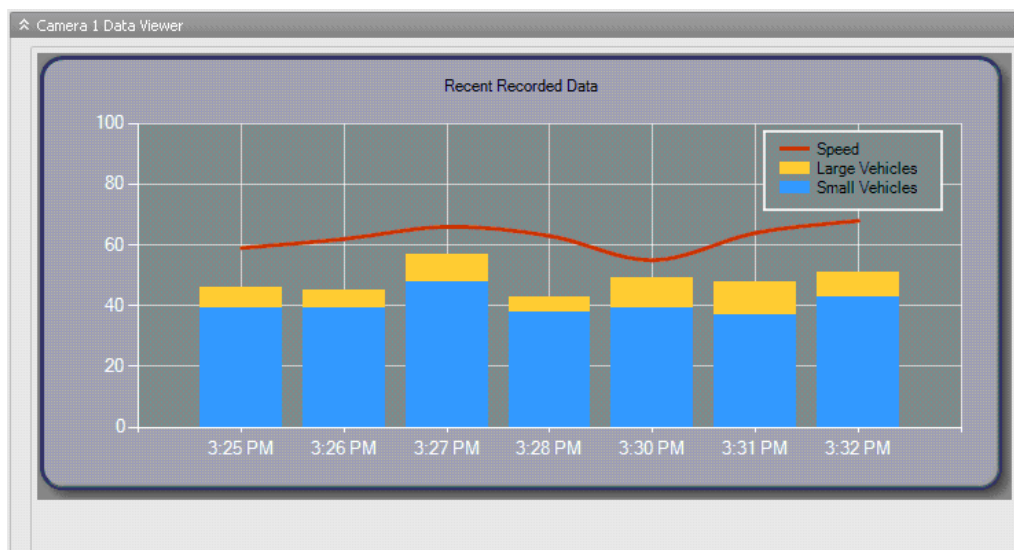 Camera 1 Data Viewer
Recent Recorded Data
100
80
60
40
20
0
Speed
Large Vehicles
Small Vehicles
3:25 PM 3:26 PM 3:27 PM 3:28 PM 3:30 PM 3:31 PM 3:32 PM